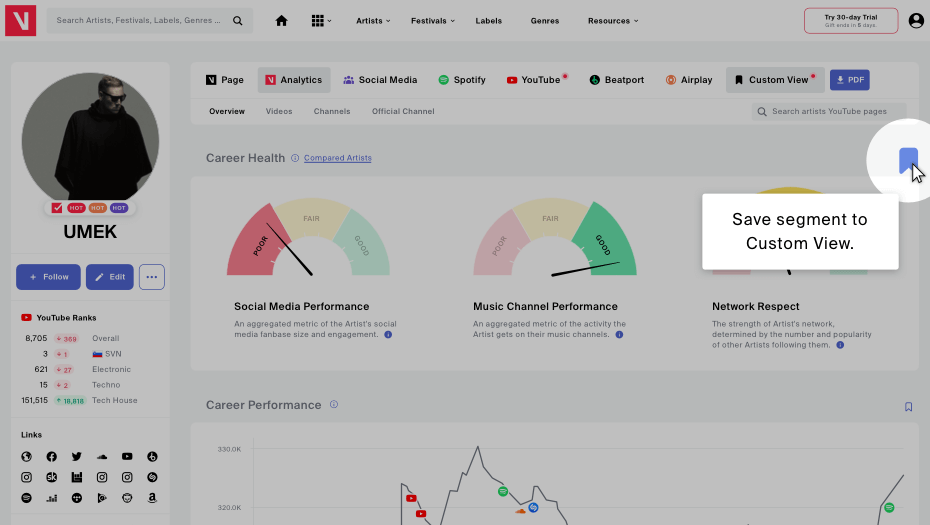 Search Artists, Festivals, Labels, Genres ...
Artists
Festivals
Labels
Genres
Resources
Try 30-day Trial
Gift ends in 5 days.
Page
Analytics
Social Media
Spotify
YouTube
Beatport
Airplay
Custom View
PDF
Overview
Videos
Channels
Official Channel
Search artists YouTube pages
HOT HOT HOT
UMEK
+ Follow
Edit
YouTube Ranks
8,705 369 Overall
3 1 SVN
621 27 Electronic
15 2 Techno
151,515 18,818 Tech House
Links
Career Health
Compared Artists
POOR FAIR GOOD
Social Media Performance
An aggregated metric of the Artist's social
media fanbase size and engagement.
POOR FAIR GOOD
Music Channel Performance
An aggregated metric of the activity the
Artist gets on their music channels.
Save segment to
Custom View.
Network Respect
The strength of Artist's network,
determined by the number and popularity
of other Artists following them.
Career Performance
330.0K
320.0K